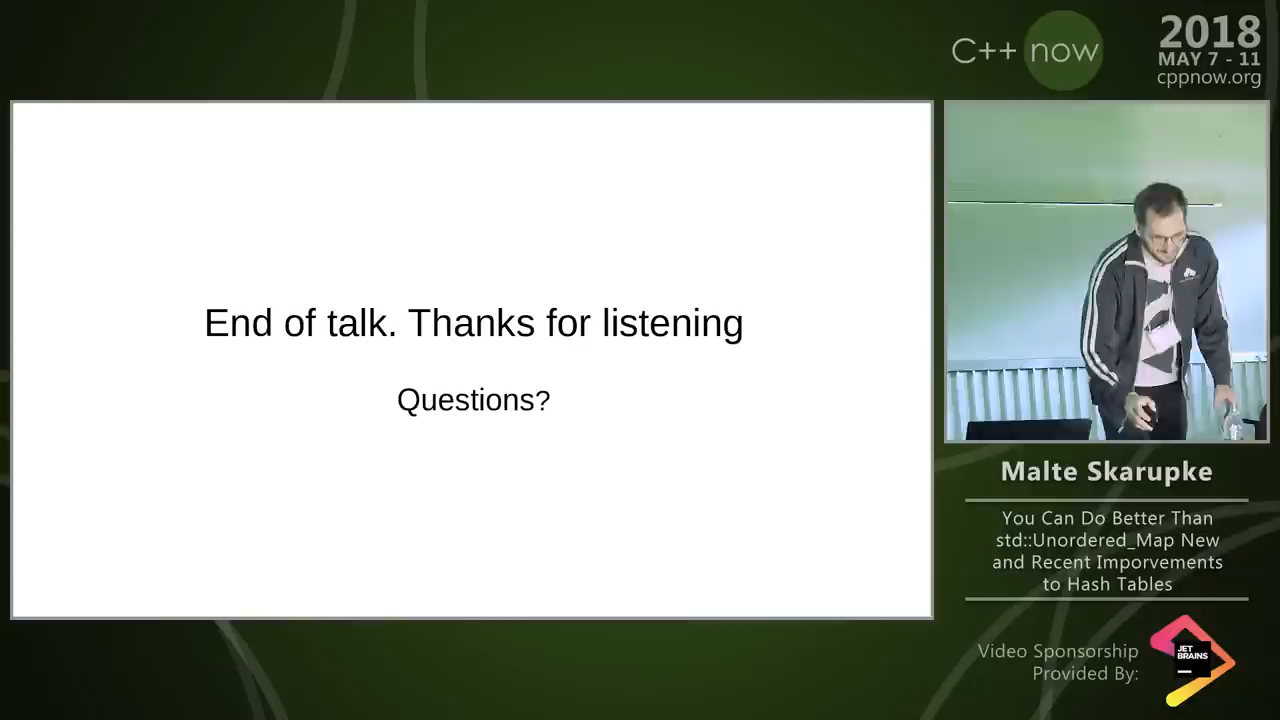 C++ now
2018
MAY 7 - 11
cppnow.org
End of talk. Thanks for listening
Questions?
Malte Skarupke
You Can Do Better Than
std::Unordered_Map New
and Recent Imporvements
to Hash Tables
Video Sponsorship
Provided By:
JET
BRAINS